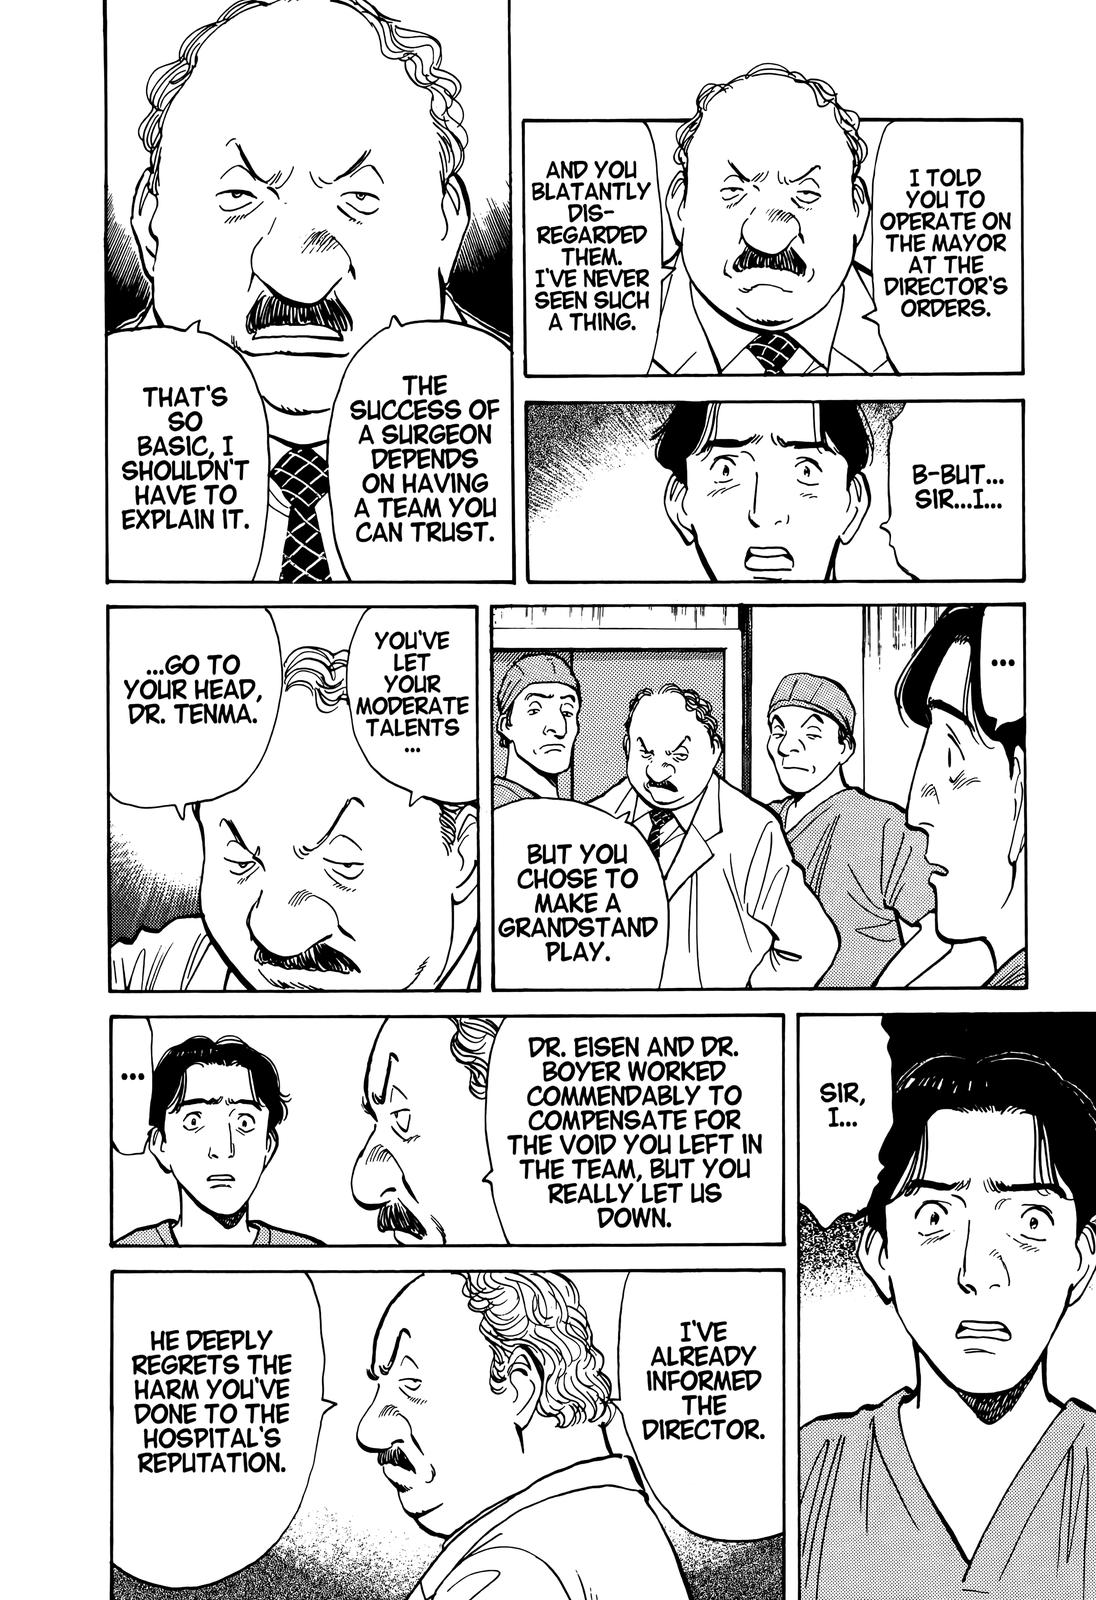 I TOLD
YOU TO
OPERATE ON
THE MAYOR
AT THE
DIRECTOR'S
ORDERS.
AND YOU
BLATANTLY
DIS-
REGARDED
THEM.
I'VE NEVER
SEEN SUCH
A THING.
B-BUT...
SIR...I...
THE
SUCCESS OF
A SURGEON
DEPENDS
ON HAVING
A TEAM YOU
CAN TRUST.
THAT'S
SO
BASIC, I
SHOULDN'T
HAVE TO
EXPLAIN IT.
...
BUT YOU
CHOSE TO
MAKE A
GRANDSTAND
PLAY.
YOU'VE
LET
YOUR
MODERATE
TALENTS
...
...GO TO
YOUR HEAD,
DR. TENMA.
SIR,
I...
DR. EISEN AND DR.
BOYER WORKED
COMMENDABLY TO
COMPENSATE FOR
THE VOID YOU LEFT IN
THE TEAM, BUT YOU
REALLY LET US
DOWN.
...
I'VE
ALREADY
INFORMED
THE
DIRECTOR.
HE DEEPLY
REGRETS THE
HARM YOU'VE
DONE TO THE
HOSPITAL'S
REPUTATION.